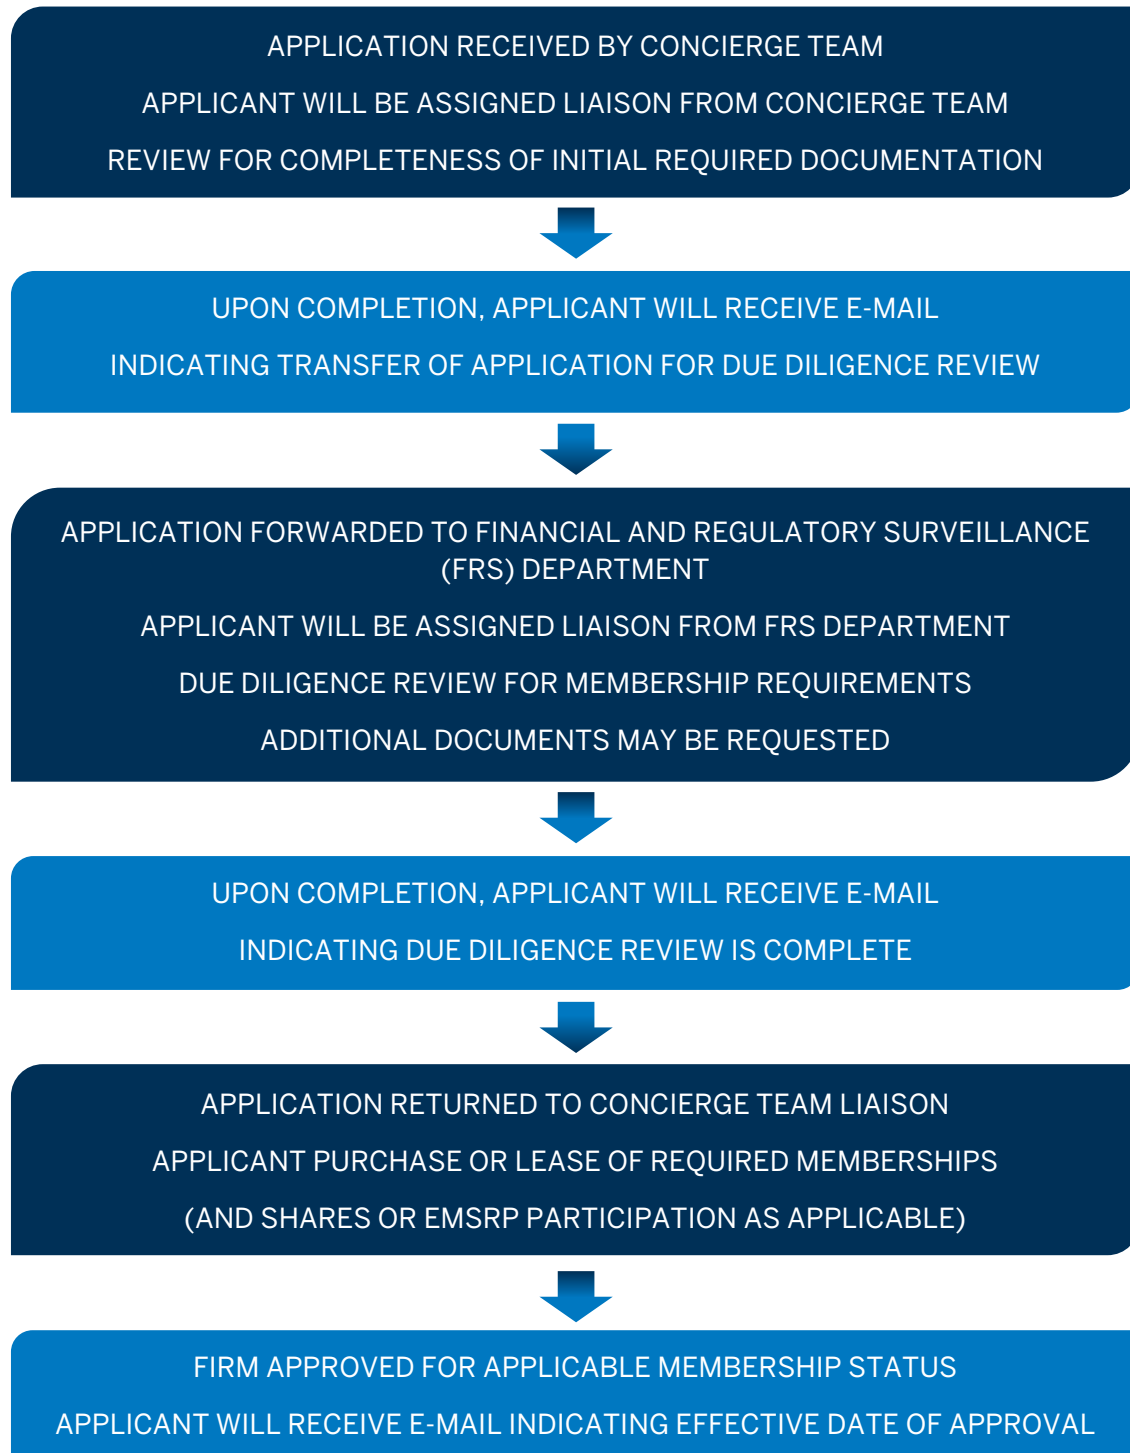 APPLICATION RECEIVED BY CONCIERGE TEAM
APPLICANT WILL BE ASSIGNED LIAISON FROM CONCIERGE TEAM
REVIEW FOR COMPLETENESS OF INITIAL REQUIRED DOCUMENTATION
UPON COMPLETION, APPLICANT WILL RECEIVE E-MAIL
INDICATING TRANSFER OF APPLICATION FOR DUE DILIGENCE REVIEW
APPLICATION FORWARDED TO FINANCIAL AND REGULATORY SURVEILLANCE
(FRS) DEPARTMENT
APPLICANT WILL BE ASSIGNED LIAISON FROM FRS DEPARTMENT
DUE DILIGENCE REVIEW FOR MEMBERSHIP REQUIREMENTS
ADDITIONAL DOCUMENTS MAY BE REQUESTED
UPON COMPLETION, APPLICANT WILL RECEIVE E-MAIL
INDICATING DUE DILIGENCE REVIEW IS COMPLETE
APPLICATION RETURNED TO CONCIERGE TEAM LIAISON
APPLICANT PURCHASE OR LEASE OF REQUIRED MEMBERSHIPS
(AND SHARES OR EMSRP PARTICIPATION AS APPLICABLE)
FIRM APPROVED FOR APPLICABLE MEMBERSHIP STATUS
APPLICANT WILL RECEIVE E-MAIL INDICATING EFFECTIVE DATE OF APPROVAL